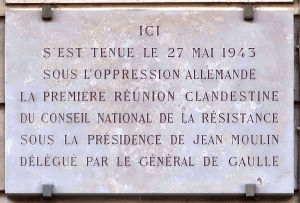 ICI
S'EST TENUE LE 27 MAI 1943
SOUS L'OPPRESSION ALLEMANDE
LA PREMIÈRE RÉUNION CLANDESTINE
DU CONSEIL NATIONAL DE LA RÉSISTANCE
SOUS LA PRÉSIDENCE DE JEAN MOULIN
DÉLÉGUÉ PAR LE GÉNÉRAL DE GAULLE